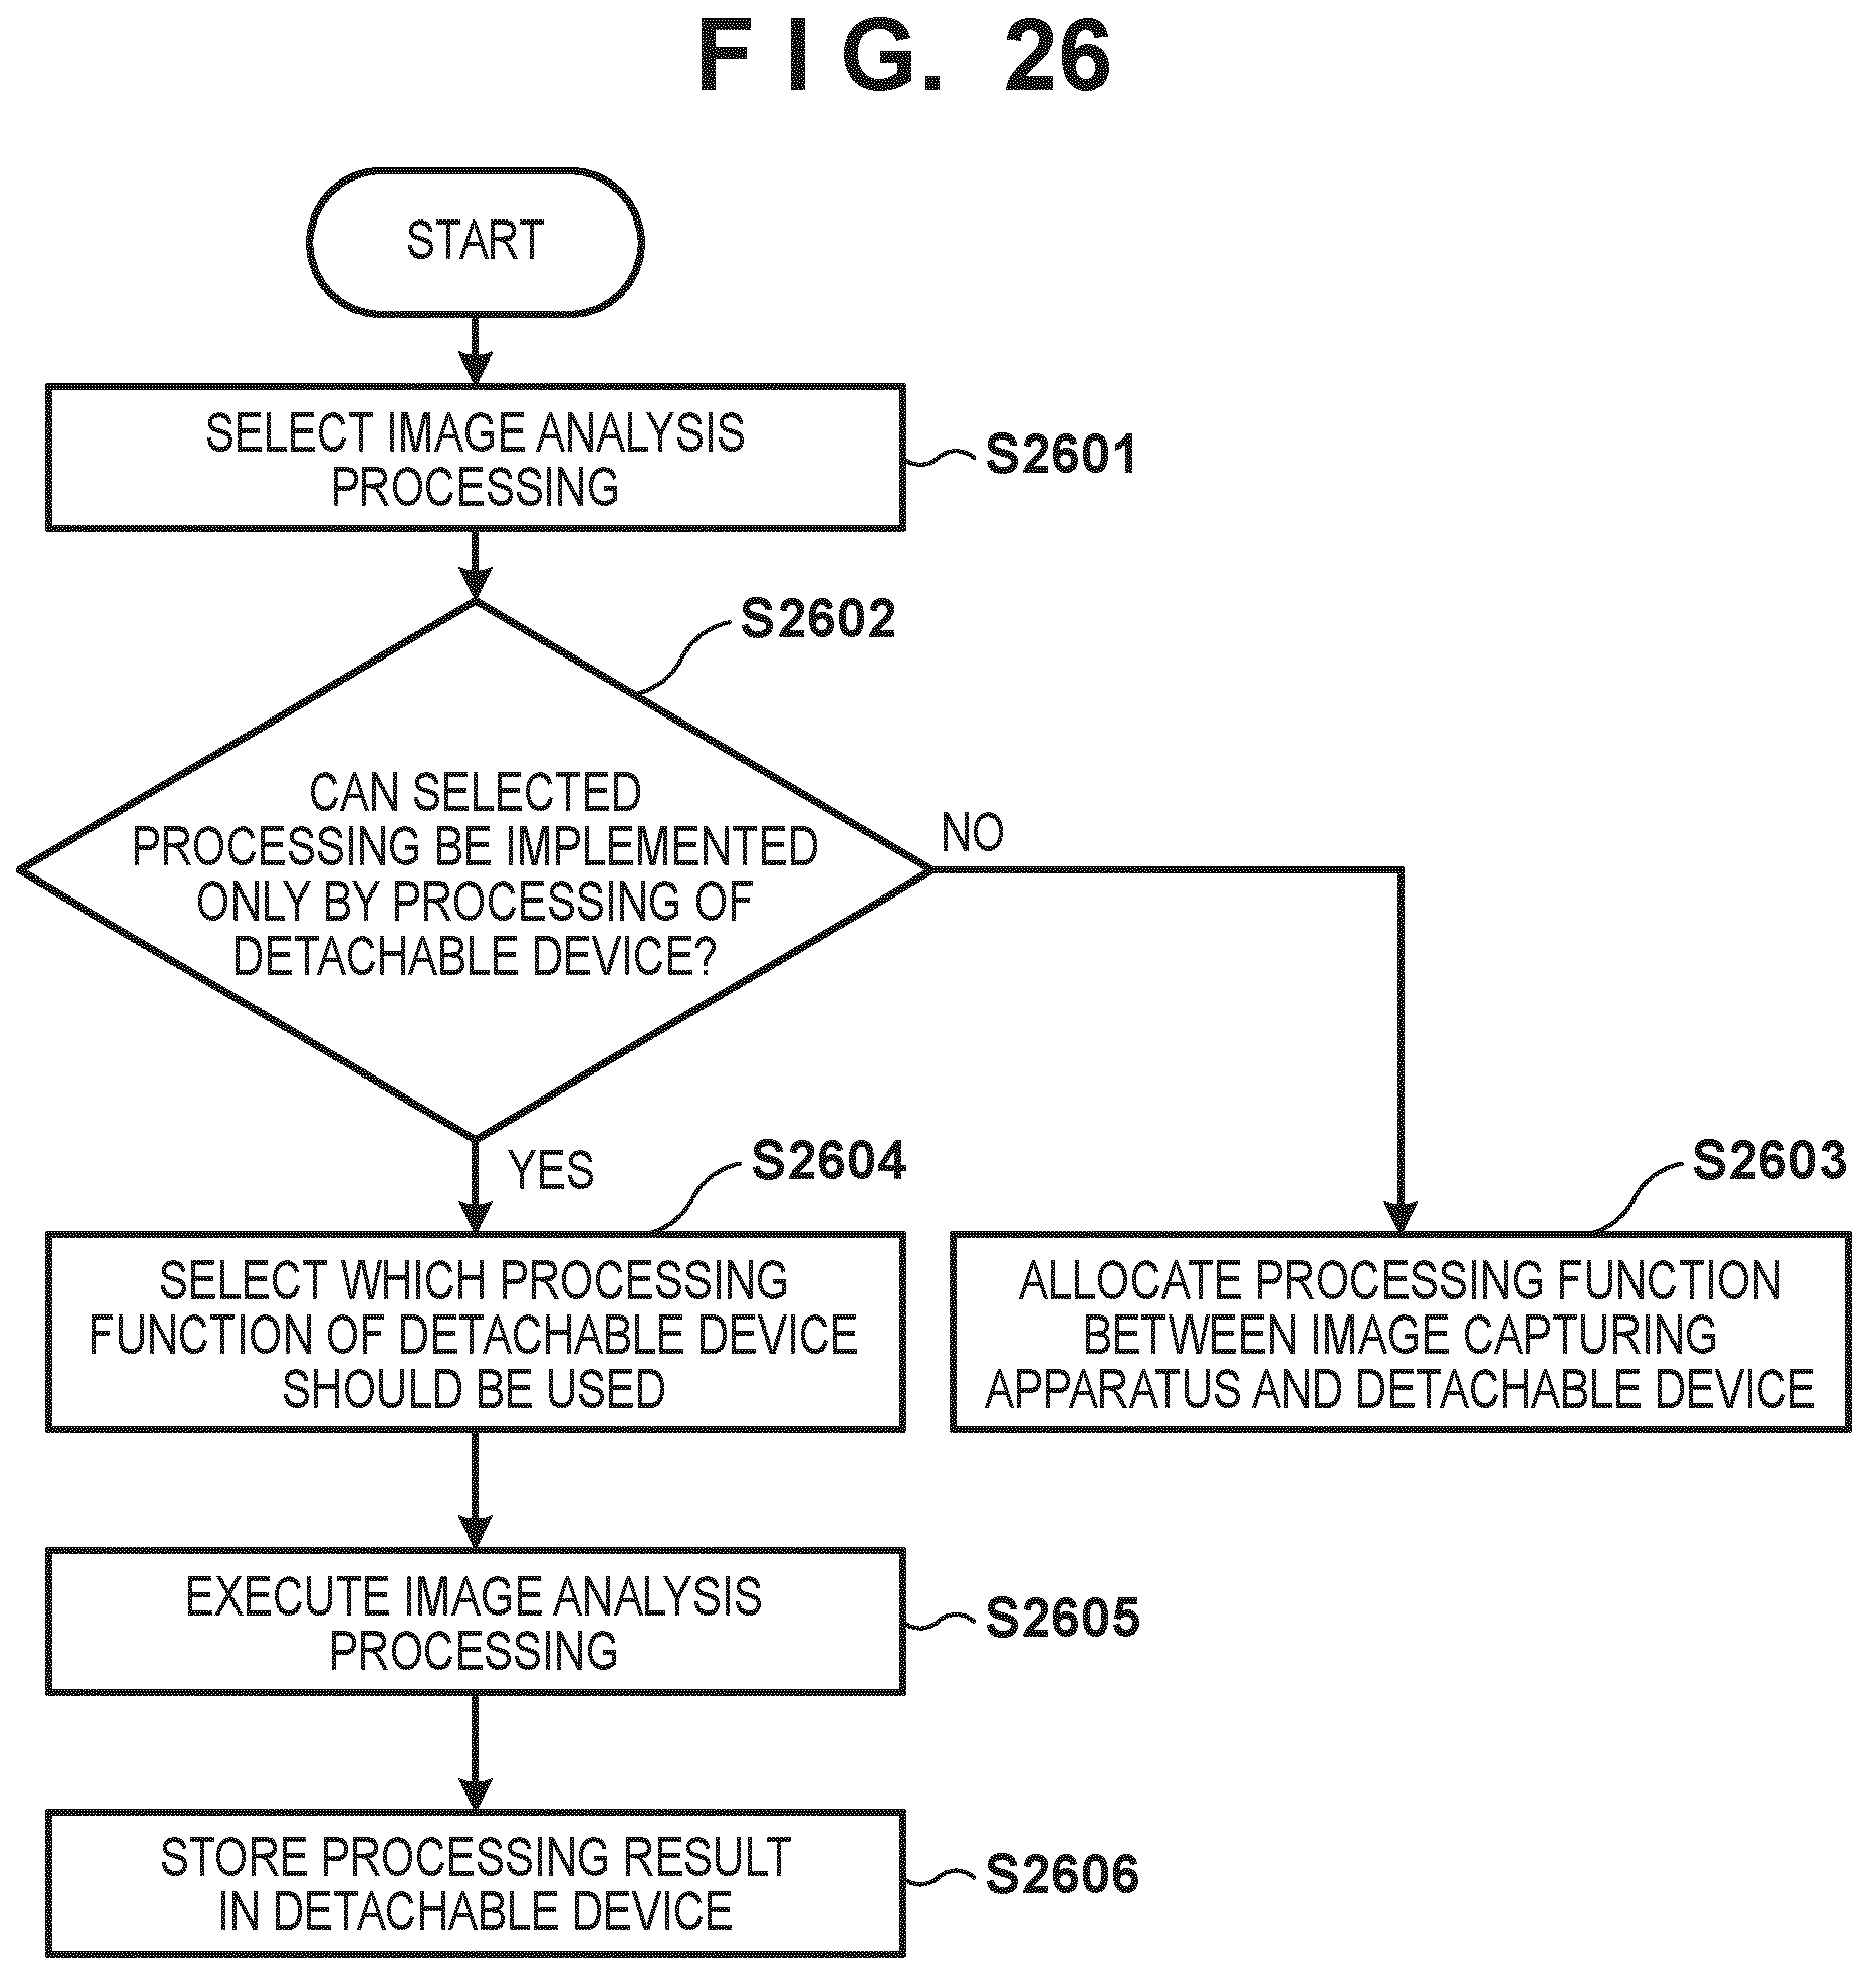 FIG. 26
START
SELECT IMAGE ANALYSIS
PROCESSING
S2601
S2602
CAN SELECTED
PROCESSING BE IMPLEMENTED
ONLY BY PROCESSING OF
DETACHABLE DEVICE?
NO
YES
S2604
S2603
SELECT WHICH PROCESSING
FUNCTION OF DETACHABLE DEVICE
SHOULD BE USED
ALLOCATE PROCESSING FUNCTION
BETWEEN IMAGE CAPTURING
APPARATUS AND DETACHABLE DEVICE
EXECUTE IMAGE ANALYSIS
PROCESSING
S2605
STORE PROCESSING RESULT
IN DETACHABLE DEVICE
S2606